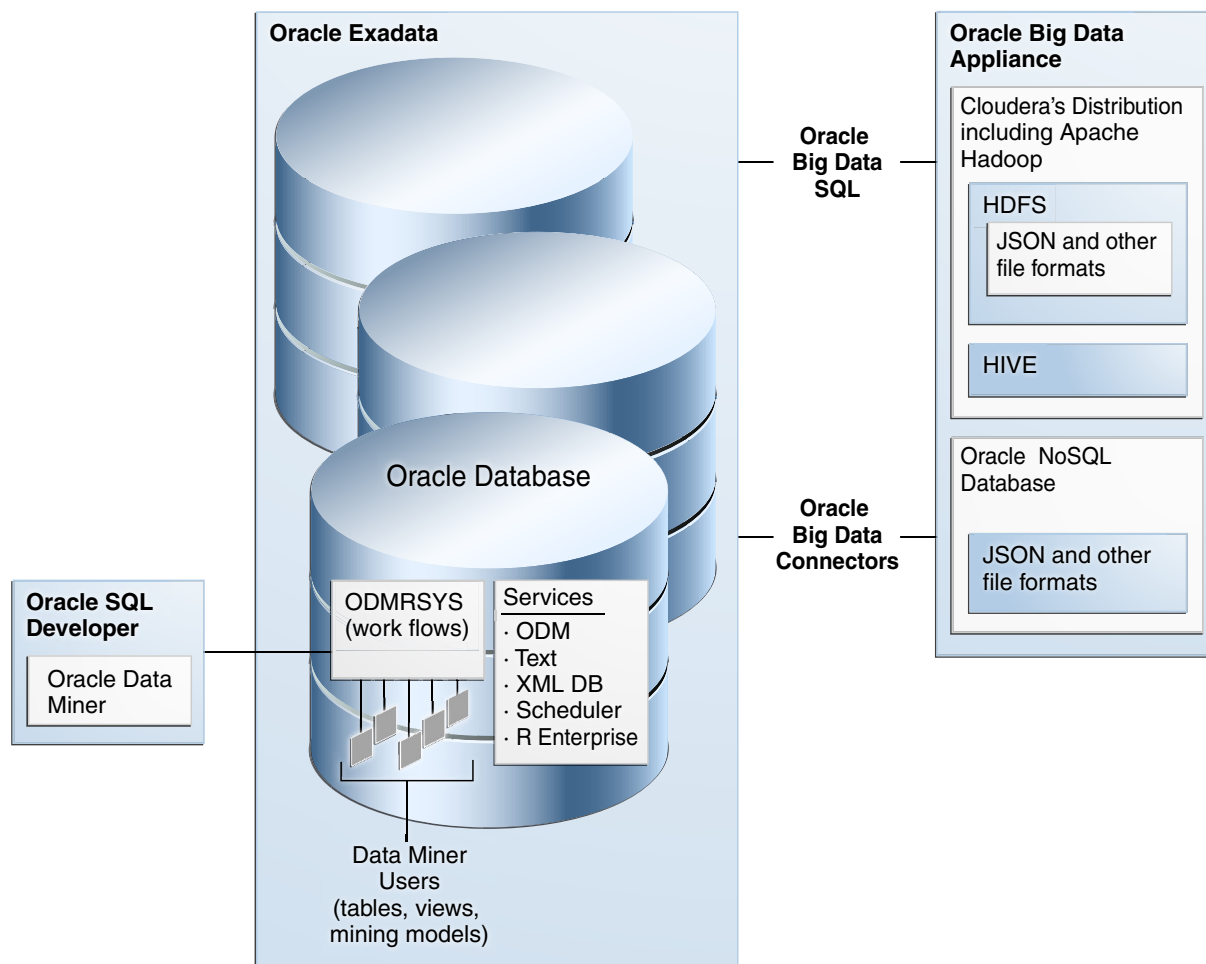 Oracle Exadata
Oracle Database
ODMRSYS
(work flows)
Services
· ODM
· Text
· XML DB
· Scheduler
· R Enterprise
Data Miner
Users
(tables, views,
mining models)
Oracle SQL
Developer
Oracle Data
Miner
Oracle
Big Data
SQL
Oracle
Big Data
Connectors
Oracle Big Data
Appliance
Cloudera's Distribution
including Apache
Hadoop
HDFS
JSON and other
file formats
HIVE
Oracle NoSQL
Database
JSON and other
file formats